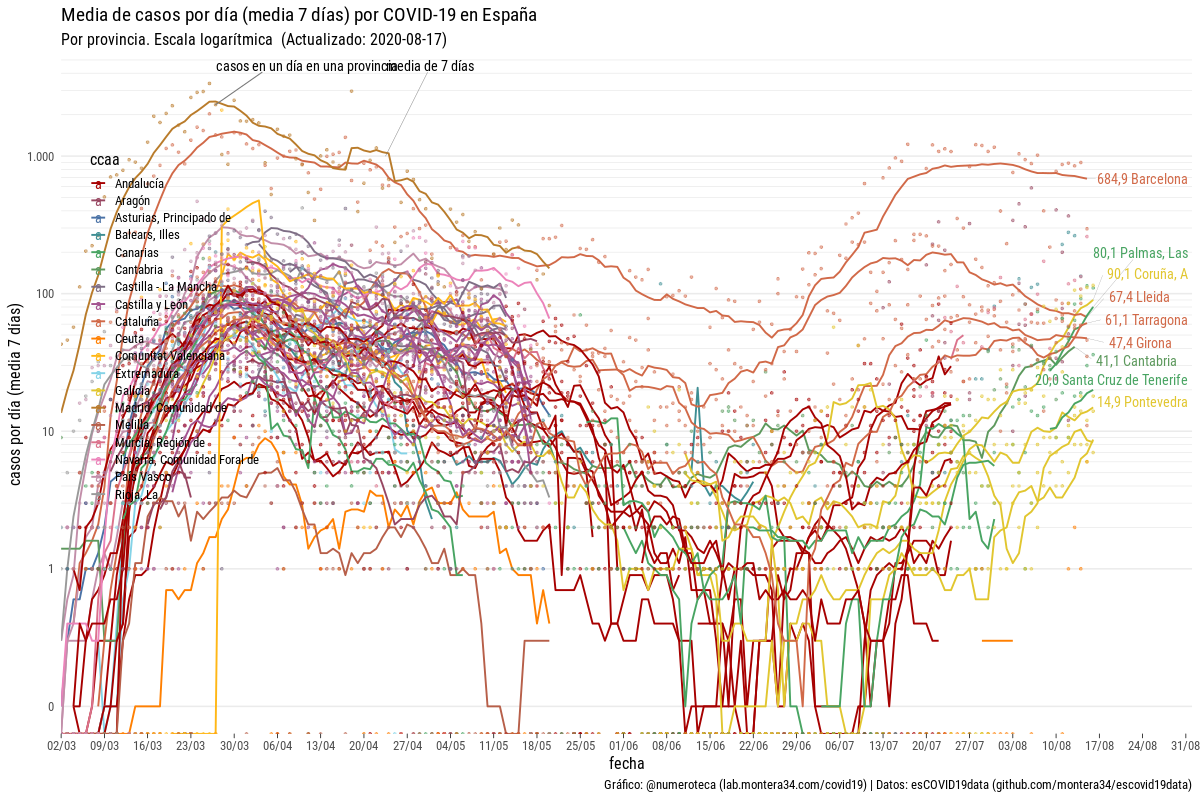 Media de casos por día (media 7 días) por COVID-19 en España
Por provincia. Escala logarítmica (Actualizado: 2020-08-17)
casos en un día en una provincia
media de 7 días
casos por día (media 7 días)
1.000
100
10
1
0
ccaa
Andalucía
Aragón
Asturias, Principado de
Balears, Illes
Canarias
Cantabria
Castilla - La Mancha
Castilla y León
Cataluña
Ceuta
Comunitat Valenciana
Extremadura
Galicia
Madrid, Comunidad de
Melilla
Murcia, Región de
Navarra, Comunidad Foral de
País Vasco
Rioja, La
684,9 Barcelona
80,1 Palmas, Las
90,1 Coruña, A
67,4 Lleida
61,1 Tarragona
47,4 Girona
41,1 Cantabria
20,0 Santa Cruz de Tenerife
14,9 Pontevedra
02/03 09/03 16/03 23/03 30/03 06/04 13/04 20/04 27/04 04/05 11/05 18/05 25/05 01/06 08/06 15/06 22/06 29/06 06/07 13/07 20/07 27/07 03/08 10/08 17/08 24/08 31/08
fecha
Gráfico: @numeroteca (lab.montera34.com/covid19) | Datos: esCOVID19data (github.com/montera34/escovid19data)